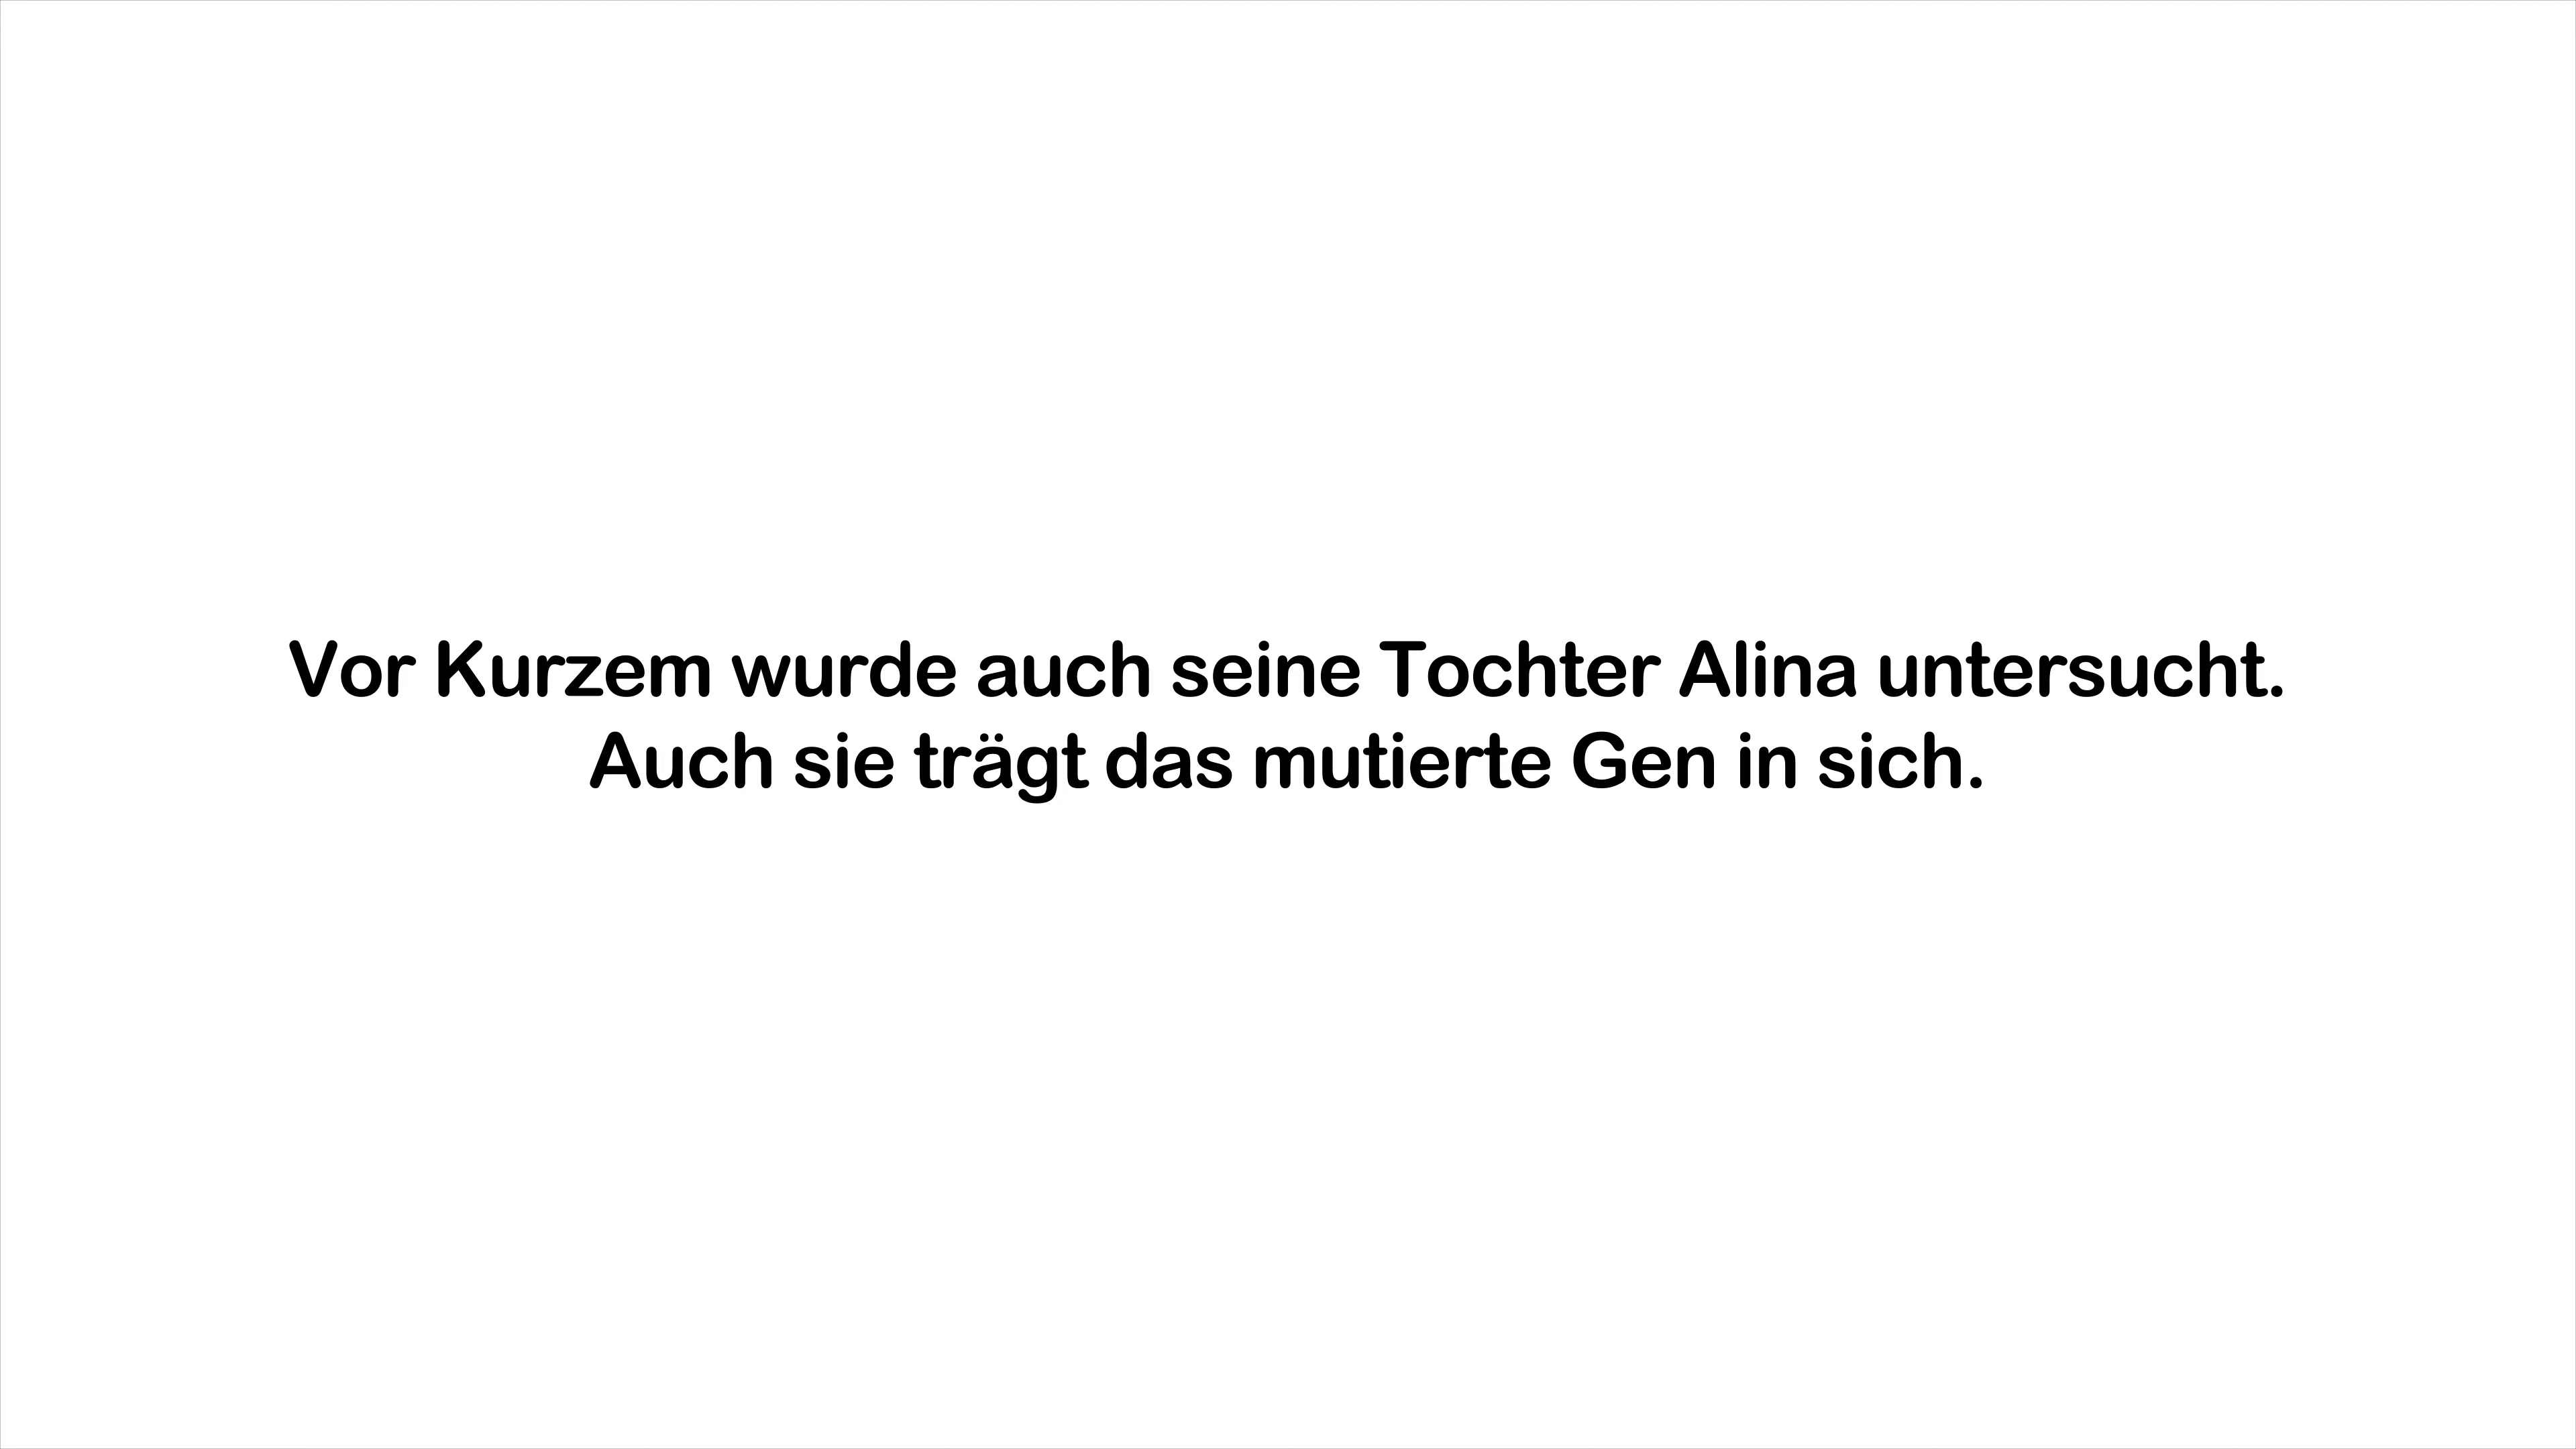 Vor Kurzem wurde auch seine Tochter Alina untersucht.
Auch sie trägt das mutierte Gen in sich.